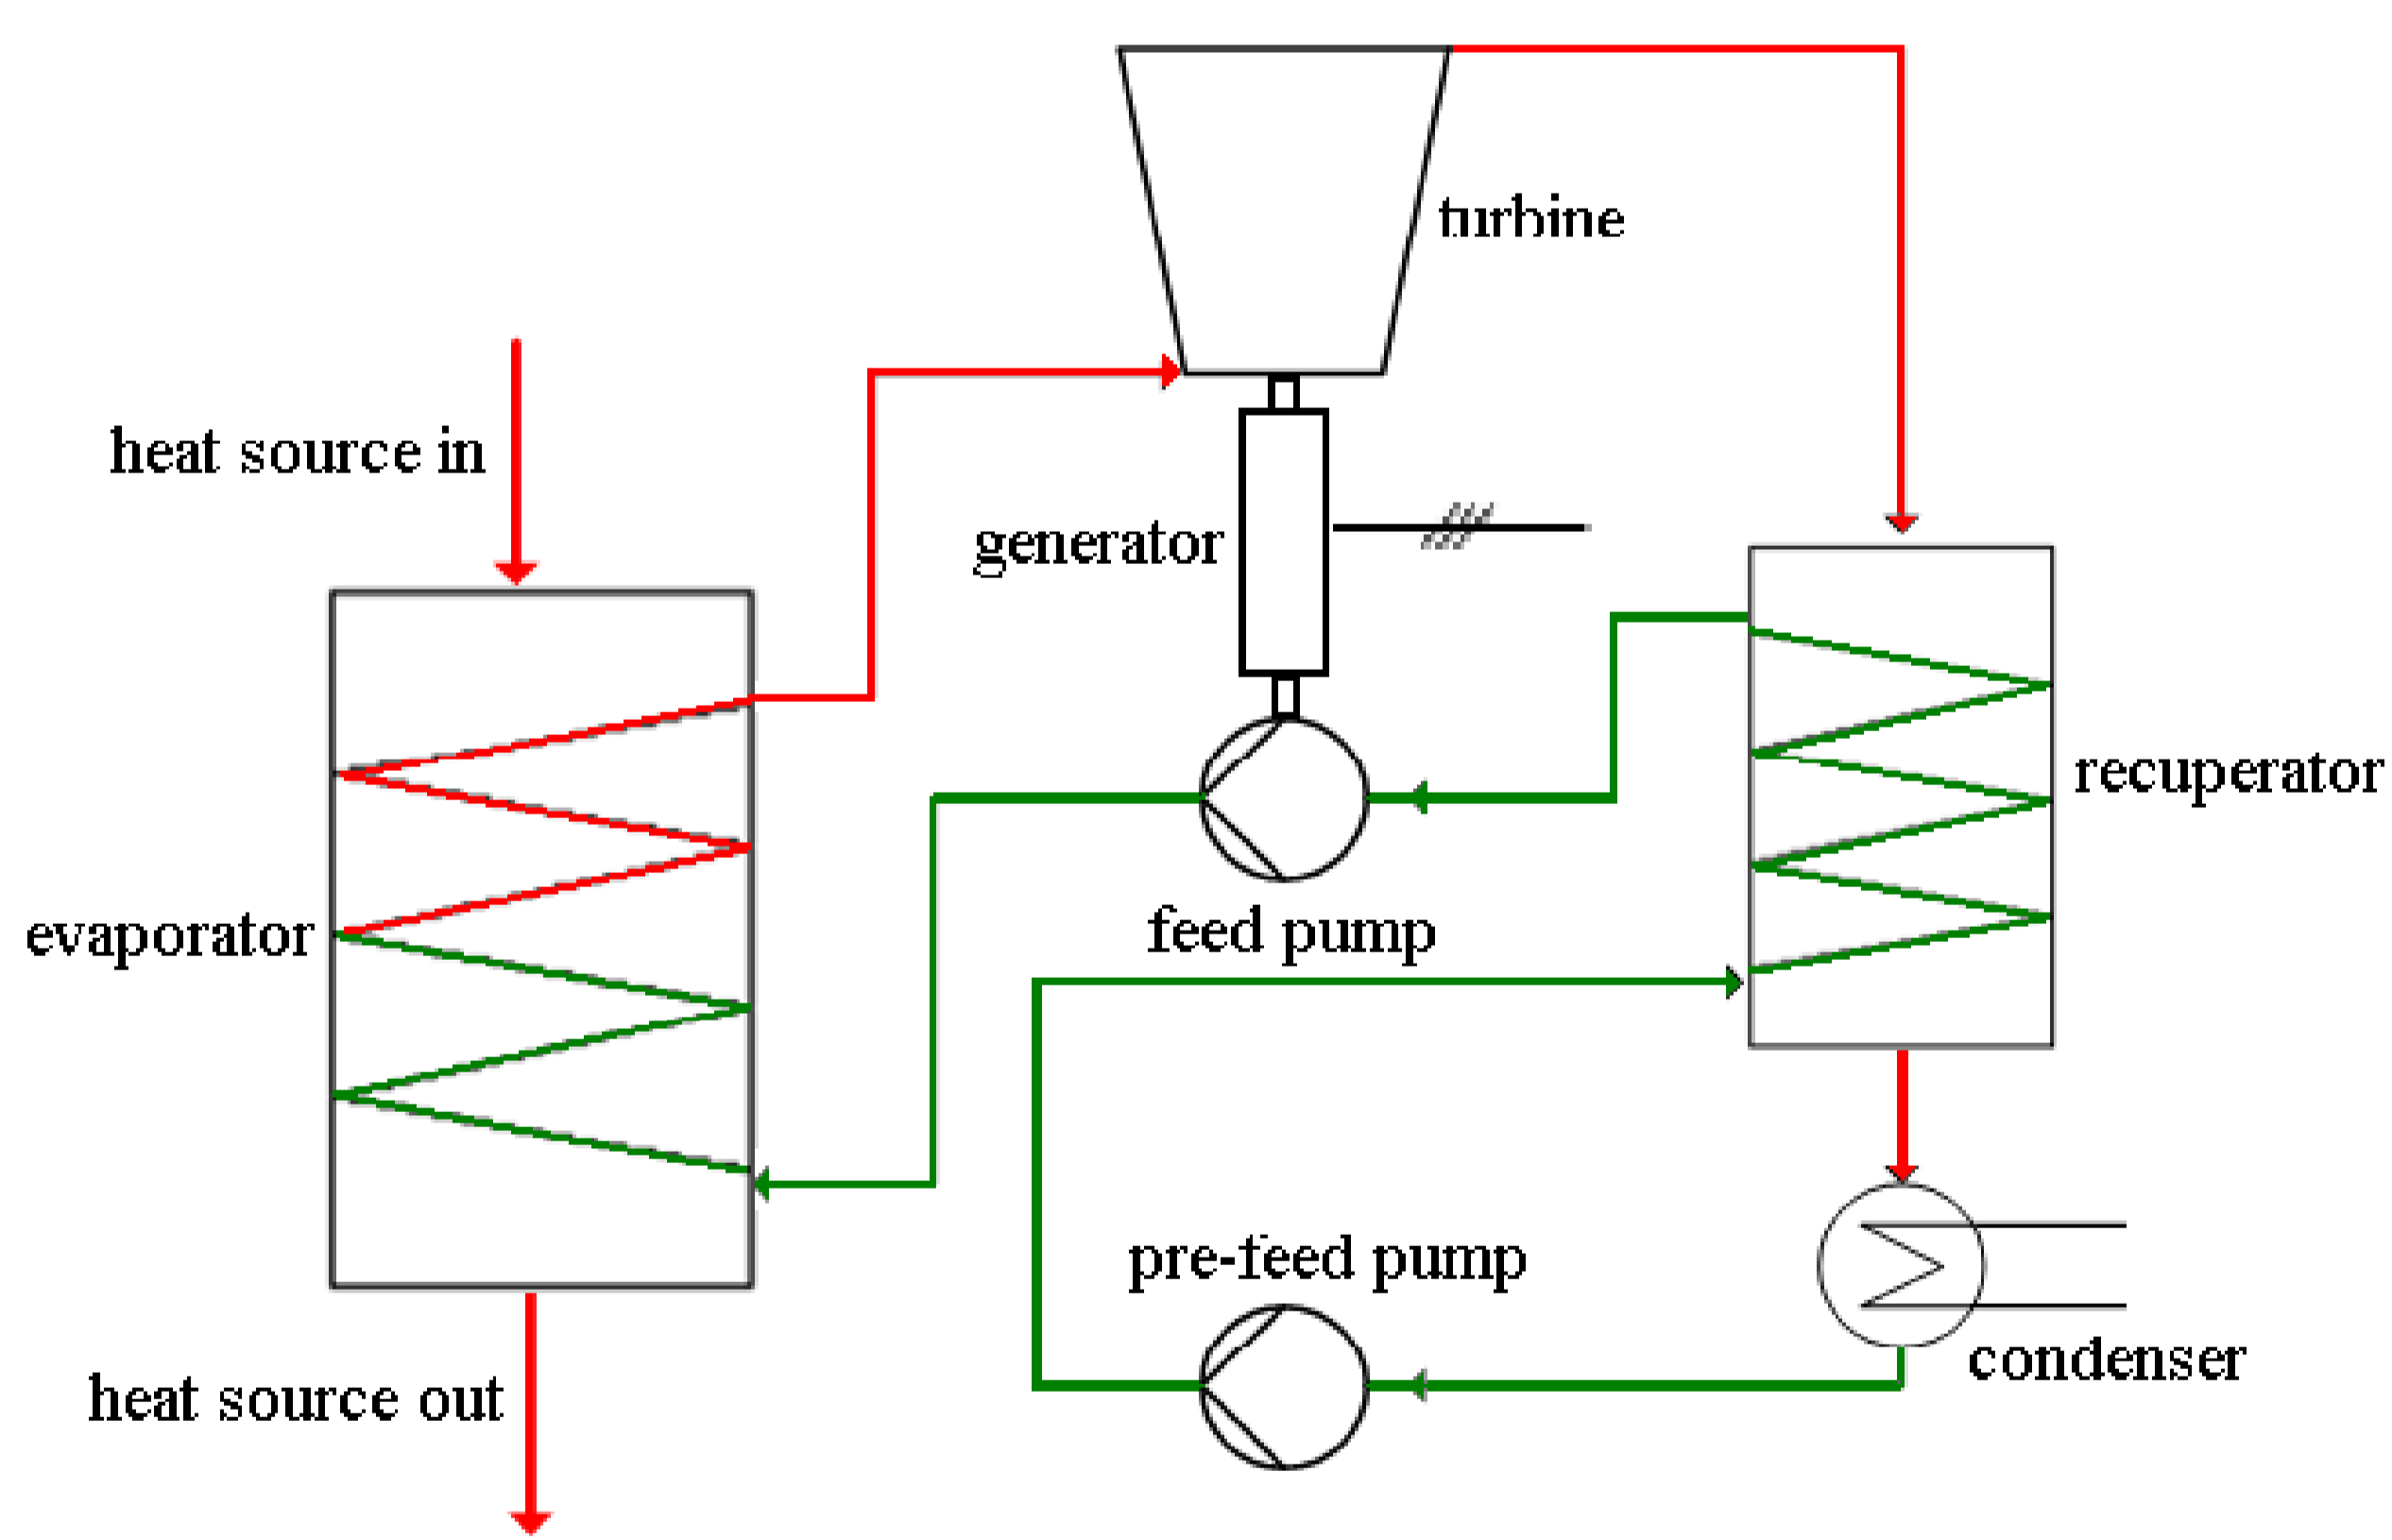 turbine
heat source in
generator
recuperator
evaporator
feed pump
pre-feed pump
condenser
heat source out